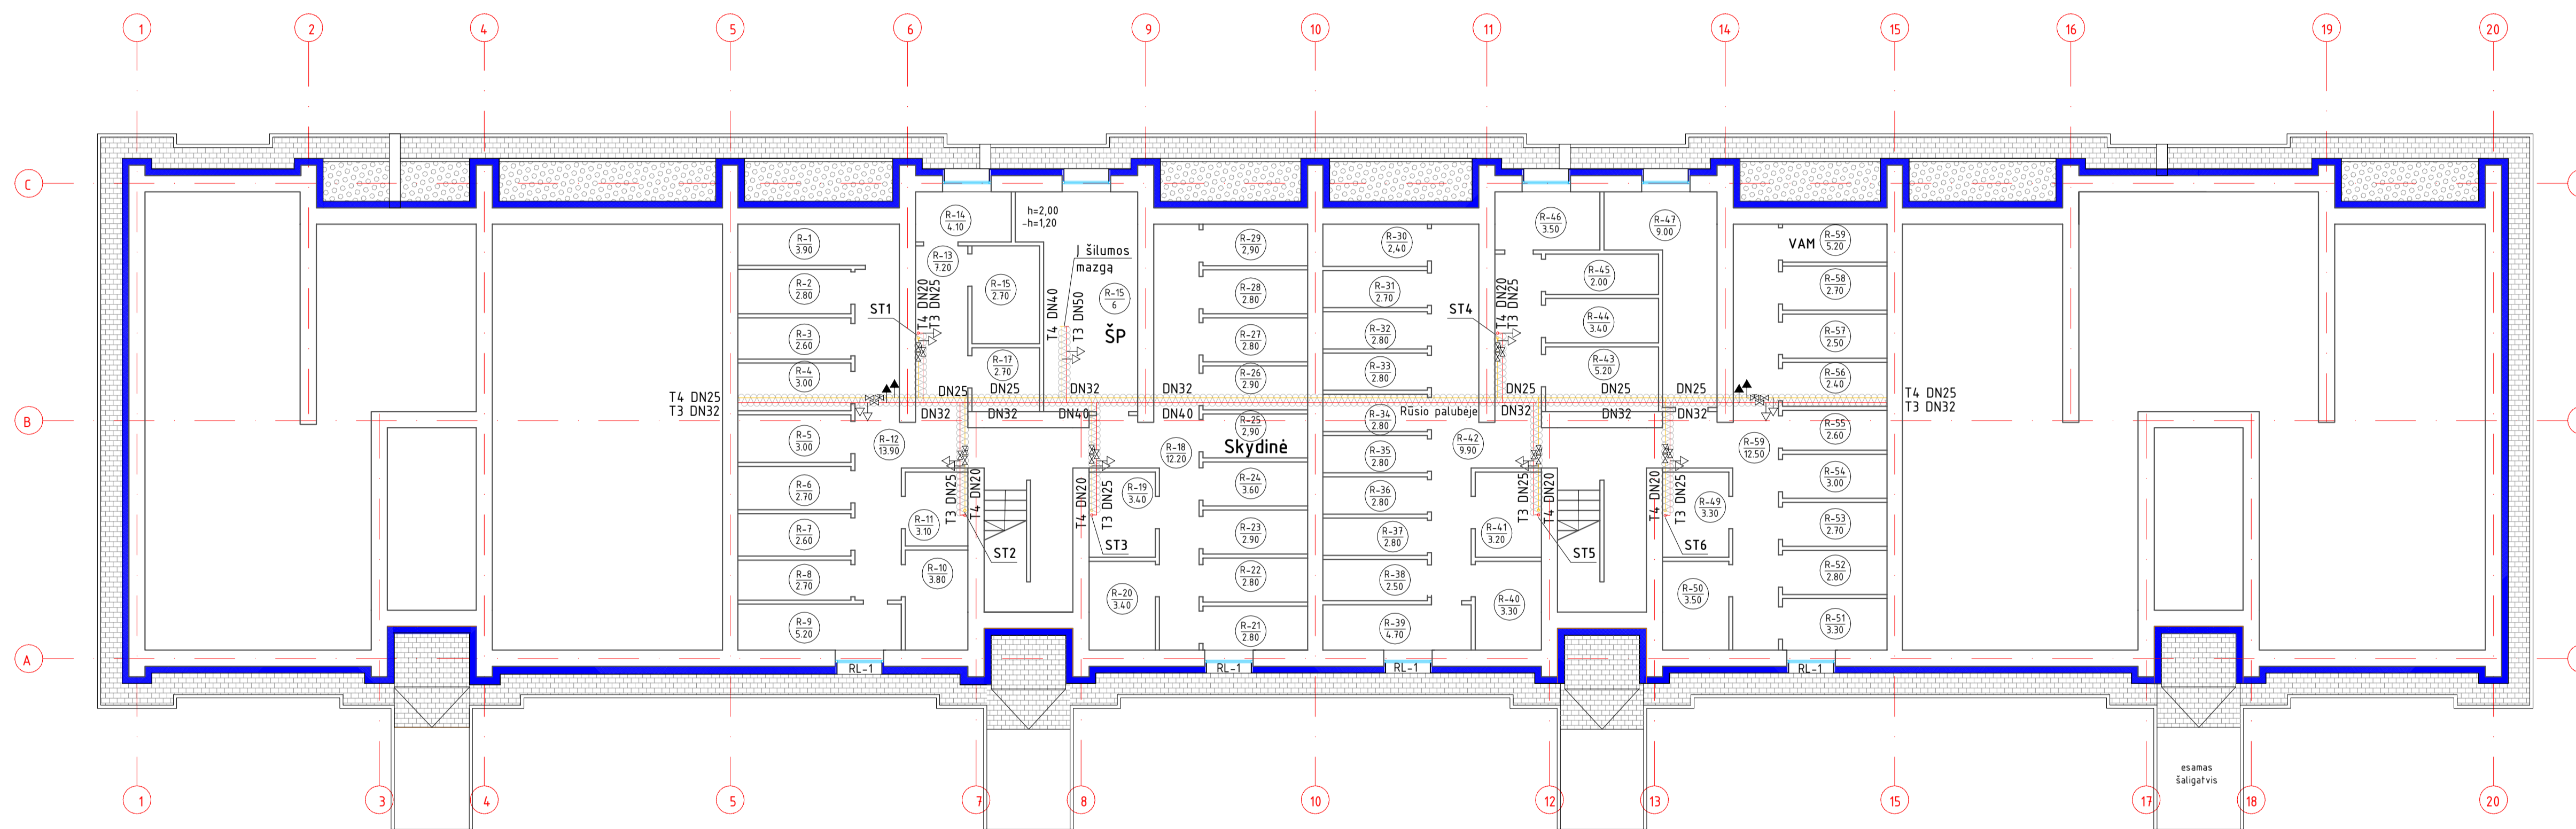 1 2 4 5 6 9 10 11 14 15 16 19 20
C
R-14
4.10
h=2,00
-h=1,20
R-46
3.50
R-47
9.00
R-1
3.90
R-13
7.20
Į šilumos
mazgą
R-29
2,90
R-30
2,40
VAM
R-59
5.20
R-2
2.80
T4 DN20
T3 DN25
R-15
2.70
T4 DN40
T3 DN50
R-15
6
ŠP
R-28
2.80
R-31
2.70
T4 DN20
T3 DN25
R-45
2.00
R-58
2.70
ST1
ST4
R-3
2.60
R-27
2.80
R-32
2.80
R-44
3.40
R-57
2.50
R-4
3.00
R-17
2.70
R-26
2.90
R-33
2.80
R-43
5.20
R-56
2.40
T4 DN25
T3 DN32
DN25
DN25
DN32
DN32
DN25
DN25
DN25
T4 DN25
T3 DN32
DN32
DN32
DN40
DN40
Rūsio palubėje
DN32
DN32
DN32
B
R-5
3.00
R-12
13.90
R-18
12.20
R-25
2.90
Skydinė
R-34
2.80
R-42
9.90
R-59
12.50
R-55
2.60
R-35
2.80
R-6
2.70
R-24
3.60
R-36
2.80
R-54
3.00
R-19
3.40
R-49
3.30
T3 DN25
T4 DN20
T4 DN20
T3 DN25
T3 DN25
T4 DN20
T4 DN20
T3 DN25
R-7
2.60
R-11
3.10
R-23
2.90
R-37
2.80
R-41
3.20
R-53
2.70
ST2
ST3
ST5
ST6
R-8
2.70
R-10
3.80
R-22
2.80
R-38
2.50
R-52
2.80
R-20
3.40
R-40
3.30
R-50
3.50
R-9
5.20
R-21
2.80
R-39
4.70
R-51
3.30
A
RL-1
RL-1
RL-1
RL-1
esamas
šaligatvis
1 3 4 5 7 8 10 12 13 15 17 18 20